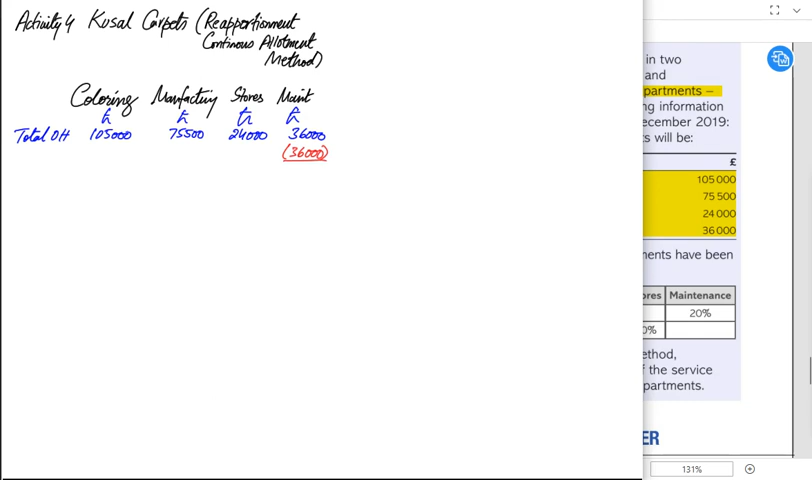 Activity 4 Kusal Carpets (Reapportionment
Continous Allotment
Method)
Coloring Manfacturing Stores Maint
£ £ £ £
Total OH 105000 75500 24000 36000
(36000)
in two
and
partments –
ng information
ecember 2019:
s will be:
£
105 000
75 500
24 000
36 000
ments have been
ores Maintenance
20%
0%
ethod,
f the service
partments.
ER
131%